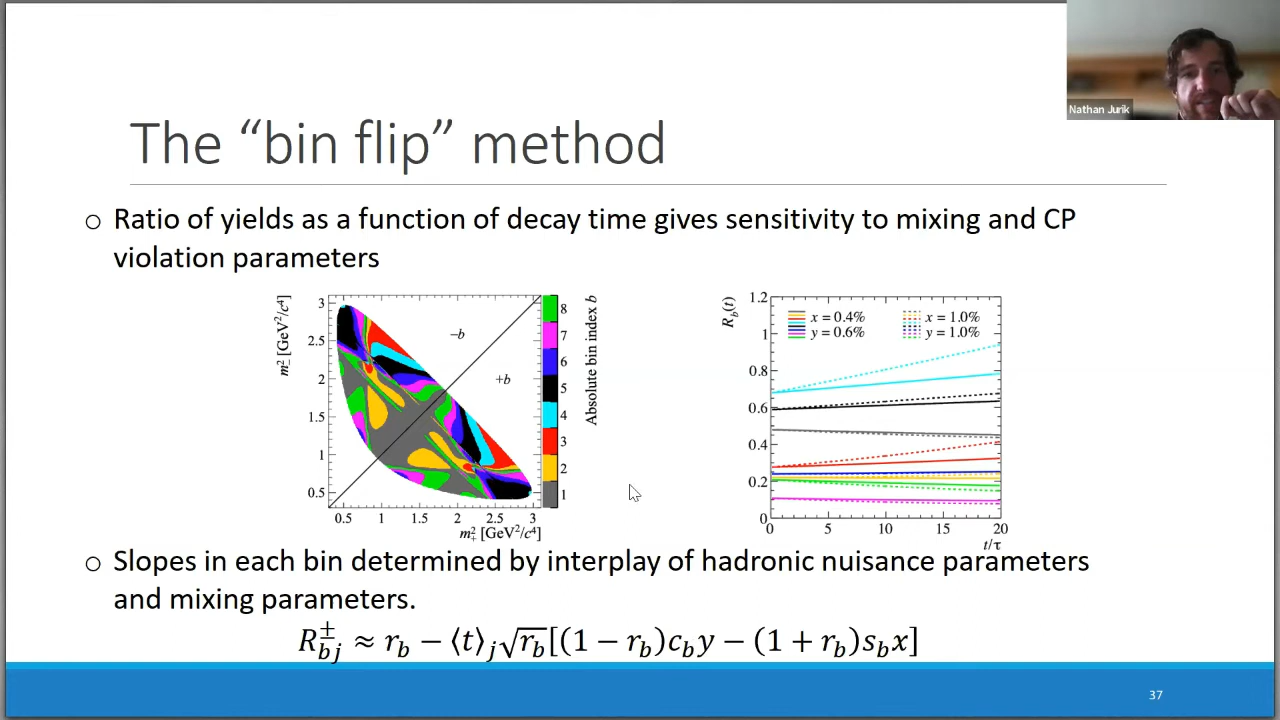 Nathan Jurik
The “bin flip” method
o Ratio of yields as a function of decay time gives sensitivity to mixing and CP
violation parameters
m²₋ [GeV²/c⁴]
3
2.5
2
1.5
1
0.5
−b
+b
0.5 1 1.5 2 2.5 3
m²₊ [GeV²/c⁴]
8
7
6
5
4
3
2
1
Absolute bin index b
R_b(t)
1.2
1
0.8
0.6
0.4
0.2
0
x = 0.4% x = 1.0%
y = 0.6% y = 1.0%
0 5 10 15 20
t/τ
o Slopes in each bin determined by interplay of hadronic nuisance parameters
and mixing parameters.
R^±_bj ≈ r_b − ⟨t⟩_j √r_b[(1 − r_b)c_b y − (1 + r_b)s_b x]
37